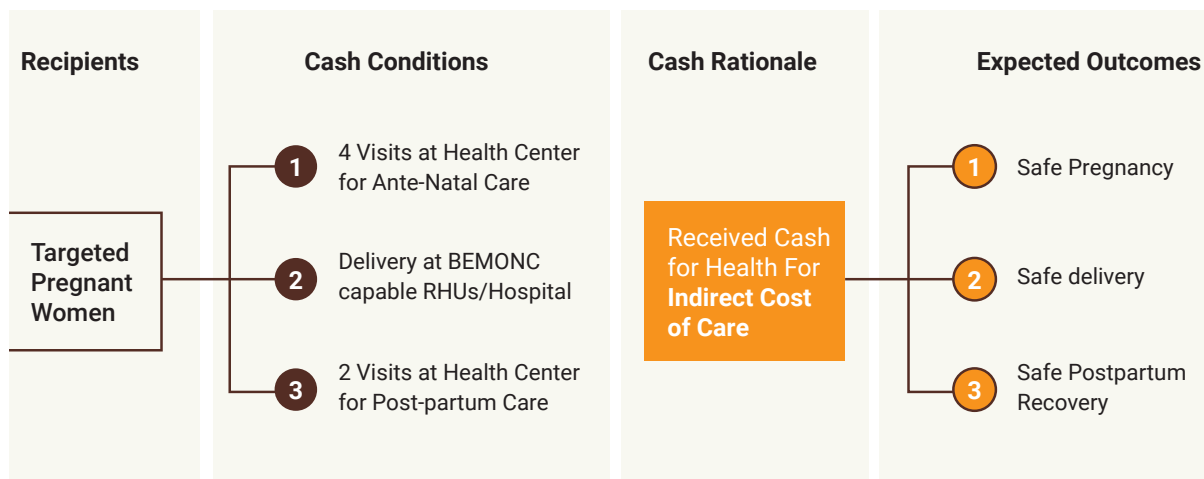 Recipients
Cash Conditions
Cash Rationale
Expected Outcomes
Targeted
Pregnant
Women
1
4 Visits at Health Center
for Ante-Natal Care
2
Delivery at BEMONC
capable RHUs/Hospital
3
2 Visits at Health Center
for Post-partum Care
Received Cash
for Health For
Indirect Cost
of Care
1
Safe Pregnancy
2
Safe delivery
3
Safe Postpartum
Recovery